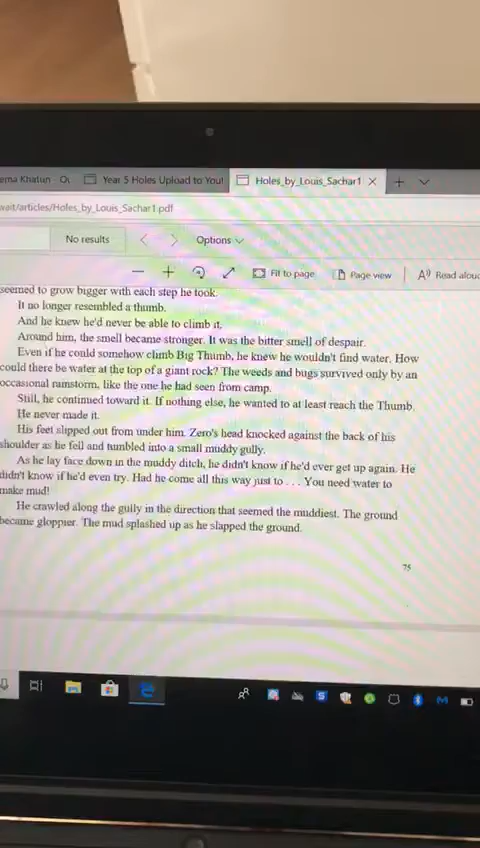 Year 5 Holes Upload to You!
Holes_by_Louis_Sachar1
/articles/Holes_by_Louis_Sachar1.pdf
No results
Options
Fit to page
Page view
Read alou
seemed to grow bigger with each step he took.
It no longer resembled a thumb.
And he knew he'd never be able to climb it.
Around him, the smell became stronger. It was the bitter smell of despair.
Even if he could somehow climb Big Thumb, he knew he wouldn't find water. How
could there be water at the top of a giant rock? The weeds and bugs survived only by an
occasional rainstorm, like the one he had seen from camp.
Still, he continued toward it. If nothing else, he wanted to at least reach the Thumb.
He never made it.
His feet slipped out from under him. Zero's head knocked against the back of his
shoulder as he fell and tumbled into a small muddy gully.
As he lay face down in the muddy ditch, he didn't know if he'd ever get up again. He
didn't know if he'd even try. Had he come all this way just to . . . You need water to
make mud!
He crawled along the gully in the direction that seemed the muddiest. The ground
became gloppier. The mud splashed up as he slapped the ground.
75